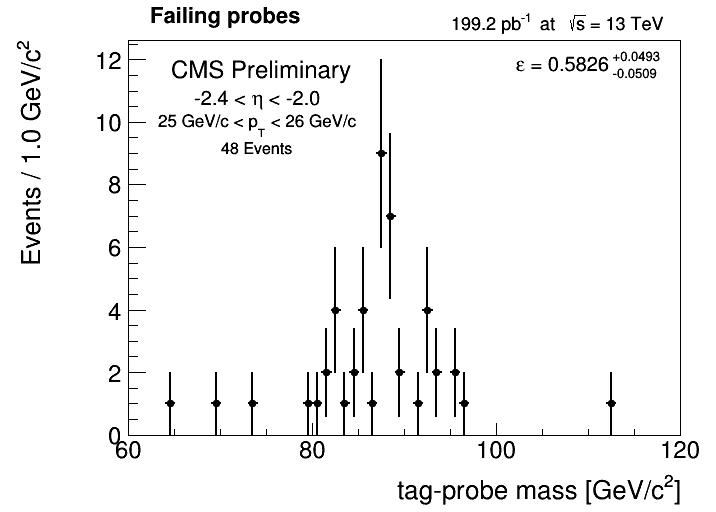 Failing probes
199.2 pb⁻¹ at √s = 13 TeV
Events / 1.0 GeV/c²
CMS Preliminary
-2.4 < η < -2.0
25 GeV/c < p_T < 26 GeV/c
48 Events
ε = 0.5826 +0.0493 -0.0509
12
10
8
6
4
2
0
60 80 100 120
tag-probe mass [GeV/c²]